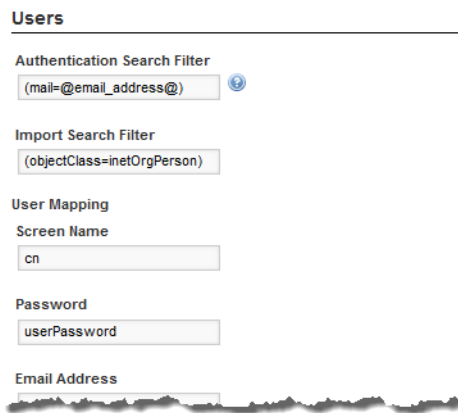 Users
Authentication Search Filter
(mail=@email_address@)
Import Search Filter
(objectClass=inetOrgPerson)
User Mapping
Screen Name
cn
Password
userPassword
Email Address